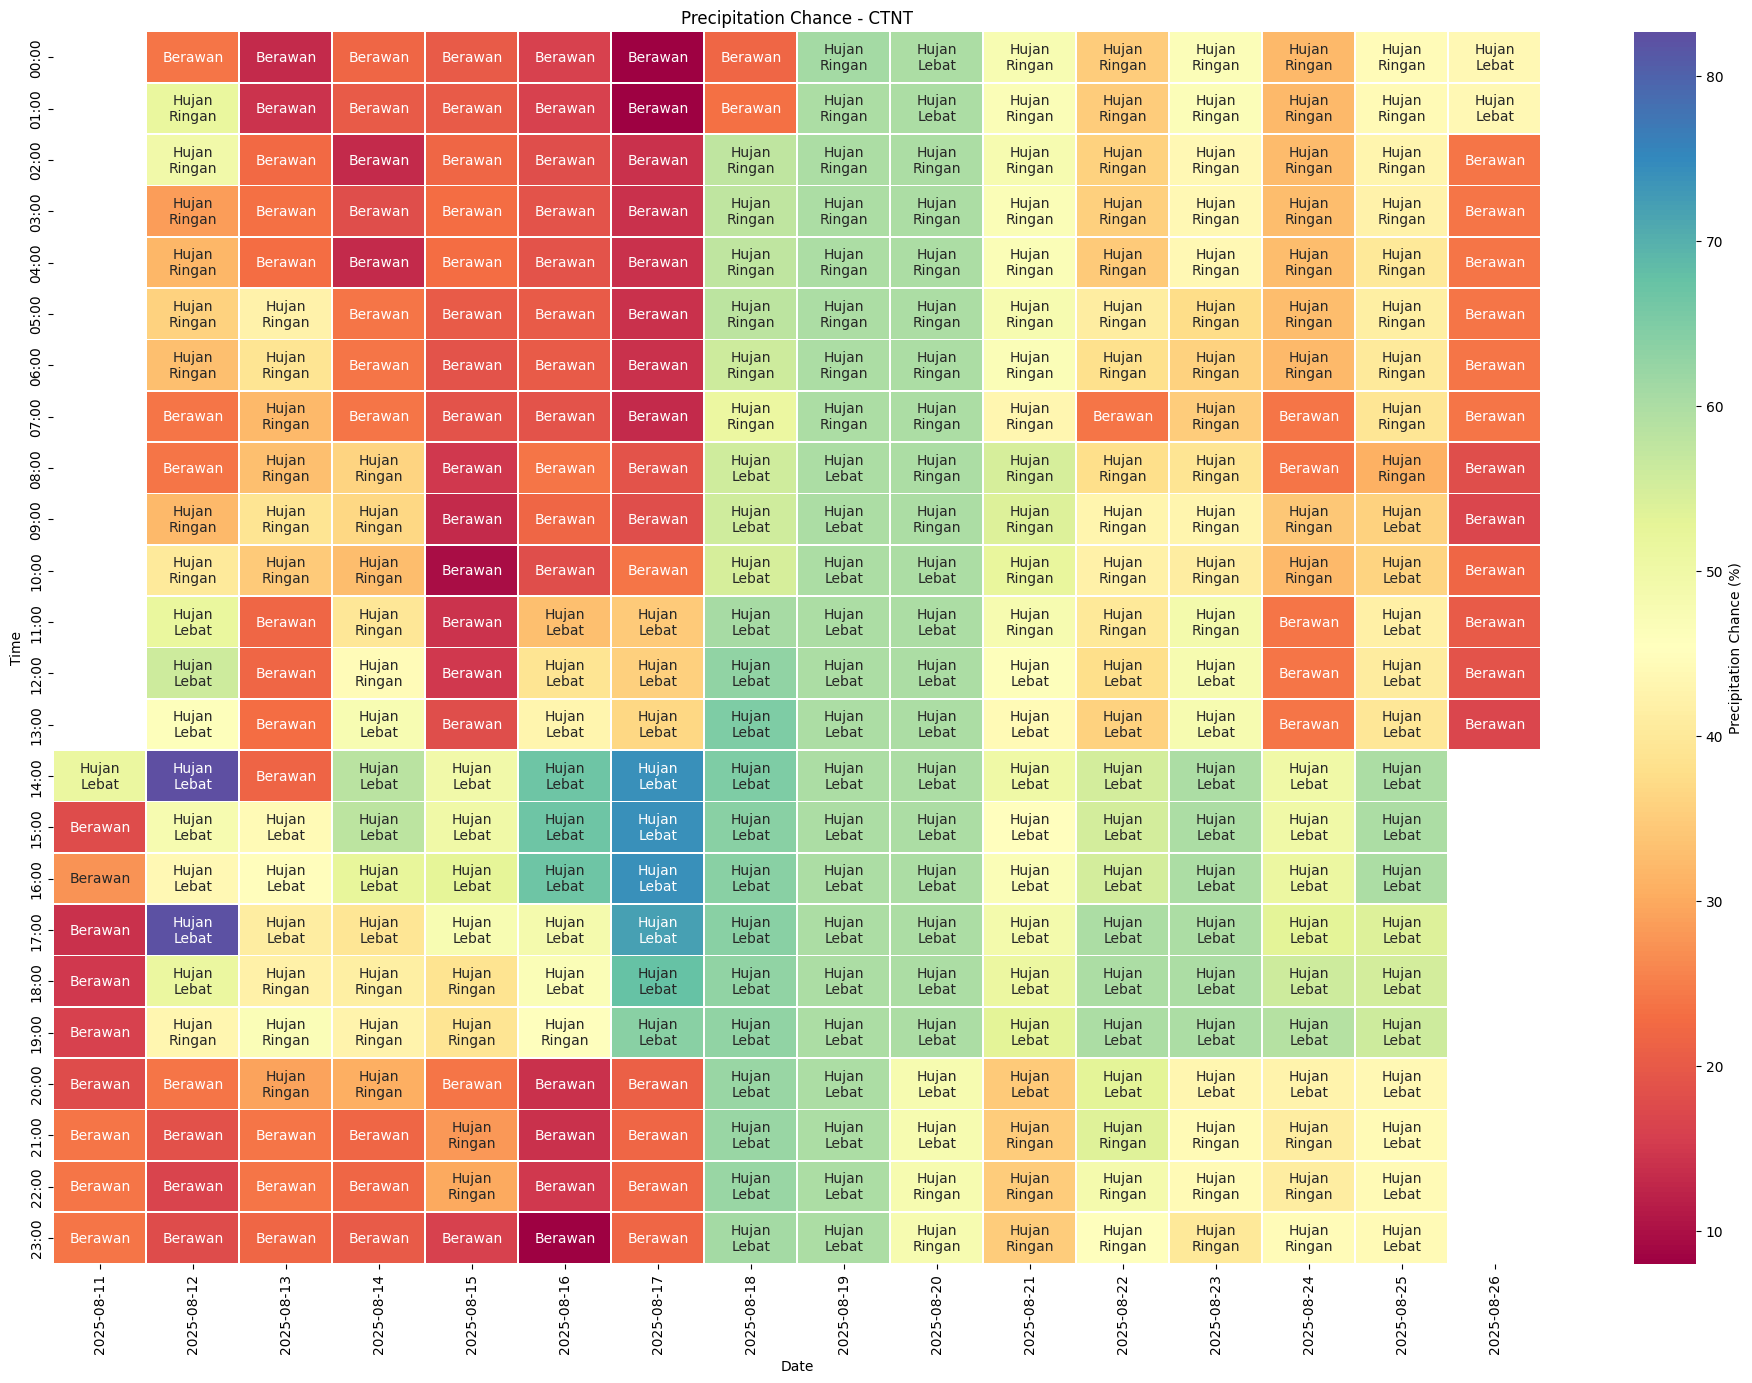 Precipitation Chance - CTNT
00:00 Berawan Berawan Berawan Berawan Berawan Berawan Berawan Hujan Ringan Hujan Lebat Hujan Ringan Hujan Ringan Hujan Ringan Hujan Ringan Hujan Ringan Hujan Lebat
01:00 Hujan Ringan Berawan Berawan Berawan Berawan Berawan Berawan Hujan Ringan Hujan Lebat Hujan Ringan Hujan Ringan Hujan Ringan Hujan Ringan Hujan Ringan Hujan Lebat
02:00 Hujan Ringan Berawan Berawan Berawan Berawan Berawan Hujan Ringan Hujan Ringan Hujan Ringan Hujan Ringan Hujan Ringan Hujan Ringan Hujan Ringan Hujan Ringan Berawan
03:00 Hujan Ringan Berawan Berawan Berawan Berawan Berawan Hujan Ringan Hujan Ringan Hujan Ringan Hujan Ringan Hujan Ringan Hujan Ringan Hujan Ringan Hujan Ringan Berawan
04:00 Hujan Ringan Berawan Berawan Berawan Berawan Berawan Hujan Ringan Hujan Ringan Hujan Ringan Hujan Ringan Hujan Ringan Hujan Ringan Hujan Ringan Hujan Ringan Berawan
05:00 Hujan Ringan Hujan Ringan Berawan Berawan Berawan Berawan Hujan Ringan Hujan Ringan Hujan Ringan Hujan Ringan Hujan Ringan Hujan Ringan Hujan Ringan Hujan Ringan Berawan
06:00 Hujan Ringan Hujan Ringan Berawan Berawan Berawan Berawan Hujan Ringan Hujan Ringan Hujan Ringan Hujan Ringan Hujan Ringan Hujan Ringan Hujan Ringan Hujan Ringan Berawan
07:00 Berawan Hujan Ringan Berawan Berawan Berawan Berawan Hujan Ringan Hujan Ringan Hujan Ringan Hujan Ringan Berawan Hujan Ringan Berawan Hujan Ringan Berawan
08:00 Berawan Hujan Ringan Hujan Ringan Berawan Berawan Berawan Hujan Lebat Hujan Lebat Hujan Ringan Hujan Ringan Hujan Ringan Hujan Ringan Berawan Hujan Ringan Berawan
09:00 Hujan Ringan Hujan Ringan Hujan Ringan Berawan Berawan Berawan Hujan Lebat Hujan Lebat Hujan Ringan Hujan Ringan Hujan Ringan Hujan Ringan Hujan Ringan Hujan Lebat Berawan
10:00 Hujan Ringan Hujan Ringan Hujan Ringan Berawan Berawan Berawan Hujan Lebat Hujan Lebat Hujan Lebat Hujan Ringan Hujan Ringan Hujan Ringan Hujan Ringan Hujan Lebat Berawan
11:00 Hujan Lebat Berawan Hujan Ringan Berawan Hujan Lebat Hujan Lebat Hujan Lebat Hujan Lebat Hujan Lebat Hujan Ringan Hujan Ringan Hujan Ringan Berawan Hujan Lebat Berawan
12:00 Hujan Lebat Berawan Hujan Ringan Berawan Hujan Lebat Hujan Lebat Hujan Lebat Hujan Lebat Hujan Lebat Hujan Lebat Hujan Lebat Hujan Lebat Berawan Hujan Lebat Berawan
13:00 Hujan Lebat Berawan Hujan Lebat Berawan Hujan Lebat Hujan Lebat Hujan Lebat Hujan Lebat Hujan Lebat Hujan Lebat Hujan Lebat Hujan Lebat Berawan Hujan Lebat Berawan
14:00 Hujan Lebat Hujan Lebat Berawan Hujan Lebat Hujan Lebat Hujan Lebat Hujan Lebat Hujan Lebat Hujan Lebat Hujan Lebat Hujan Lebat Hujan Lebat Hujan Lebat Hujan Lebat Hujan Lebat
15:00 Berawan Hujan Lebat Hujan Lebat Hujan Lebat Hujan Lebat Hujan Lebat Hujan Lebat Hujan Lebat Hujan Lebat Hujan Lebat Hujan Lebat Hujan Lebat Hujan Lebat Hujan Lebat Hujan Lebat
16:00 Berawan Hujan Lebat Hujan Lebat Hujan Lebat Hujan Lebat Hujan Lebat Hujan Lebat Hujan Lebat Hujan Lebat Hujan Lebat Hujan Lebat Hujan Lebat Hujan Lebat Hujan Lebat Hujan Lebat
17:00 Berawan Hujan Lebat Hujan Lebat Hujan Lebat Hujan Lebat Hujan Lebat Hujan Lebat Hujan Lebat Hujan Lebat Hujan Lebat Hujan Lebat Hujan Lebat Hujan Lebat Hujan Lebat Hujan Lebat
18:00 Berawan Hujan Lebat Hujan Ringan Hujan Ringan Hujan Ringan Hujan Lebat Hujan Lebat Hujan Lebat Hujan Lebat Hujan Lebat Hujan Lebat Hujan Lebat Hujan Lebat Hujan Lebat Hujan Lebat
19:00 Berawan Hujan Ringan Hujan Ringan Hujan Ringan Hujan Ringan Hujan Ringan Hujan Lebat Hujan Lebat Hujan Lebat Hujan Lebat Hujan Lebat Hujan Lebat Hujan Lebat Hujan Lebat Hujan Lebat
20:00 Berawan Berawan Hujan Ringan Hujan Ringan Berawan Berawan Berawan Hujan Lebat Hujan Lebat Hujan Lebat Hujan Lebat Hujan Lebat Hujan Lebat Hujan Lebat Hujan Lebat
21:00 Berawan Berawan Berawan Berawan Hujan Ringan Berawan Berawan Hujan Lebat Hujan Lebat Hujan Lebat Hujan Ringan Hujan Ringan Hujan Ringan Hujan Ringan Hujan Lebat
22:00 Berawan Berawan Berawan Berawan Hujan Ringan Berawan Berawan Hujan Lebat Hujan Lebat Hujan Ringan Hujan Ringan Hujan Ringan Hujan Ringan Hujan Ringan Hujan Lebat
23:00 Berawan Berawan Berawan Berawan Berawan Berawan Berawan Hujan Lebat Hujan Lebat Hujan Ringan Hujan Ringan Hujan Ringan Hujan Ringan Hujan Ringan Hujan Lebat
Time
2025-08-11 2025-08-12 2025-08-13 2025-08-14 2025-08-15 2025-08-16 2025-08-17 2025-08-18 2025-08-19 2025-08-20 2025-08-21 2025-08-22 2025-08-23 2025-08-24 2025-08-25 2025-08-26
Date
80
70
60
50
40
30
20
10
Precipitation Chance (%)